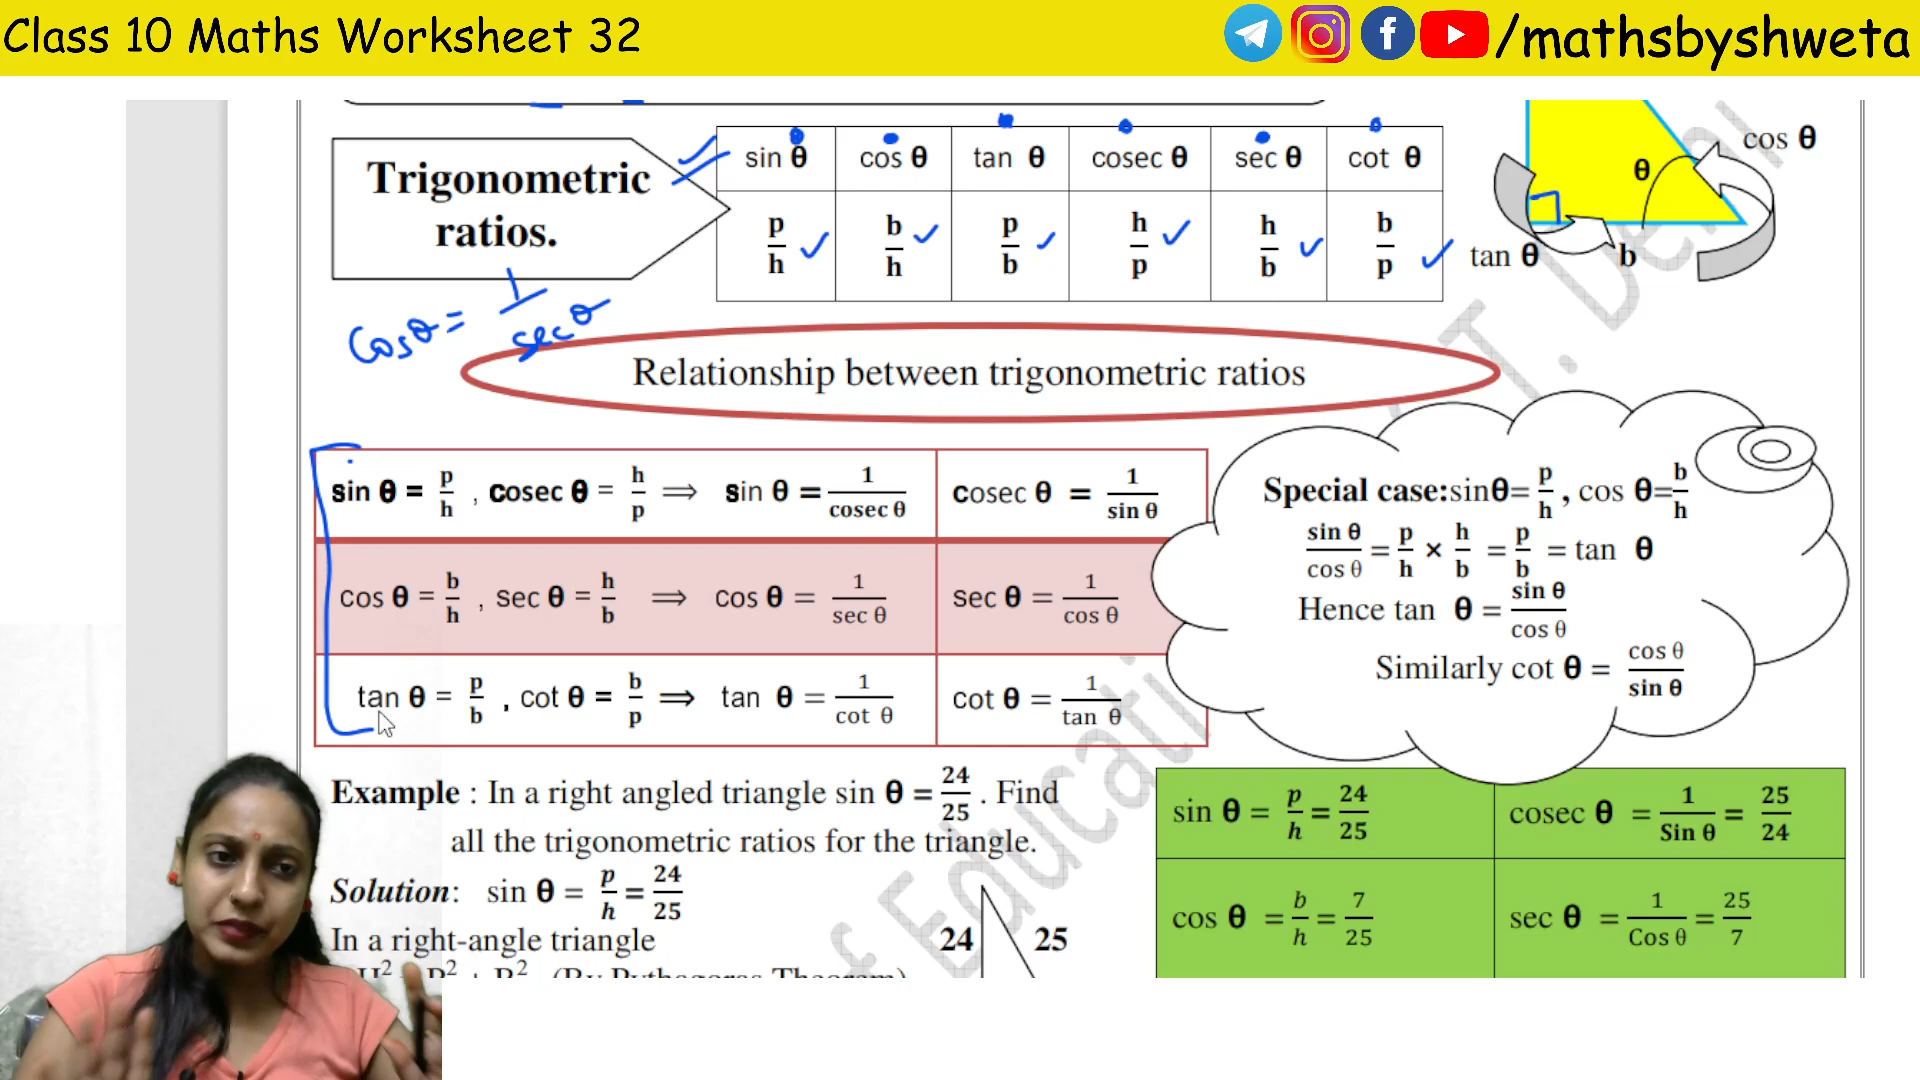 Class 10 Maths Worksheet 32
/mathsbyshweta
Trigonometric
ratios.
sin θ cos θ tan θ cosec θ sec θ cot θ
p/h b/h p/b h/p h/b b/p
cos θ
θ
tan θ
b
cosθ = 1/secθ
Relationship between trigonometric ratios
sin θ = p/h , cosec θ = h/p ⟹ sin θ = 1/cosec θ
cosec θ = 1/sin θ
cos θ = b/h , sec θ = h/b ⟹ cos θ = 1/sec θ
sec θ = 1/cos θ
tan θ = p/b , cot θ = b/p ⟹ tan θ = 1/cot θ
cot θ = 1/tan θ
Special case:sinθ= p/h , cos θ= b/h
sin θ/cos θ = p/h × h/b = p/b = tan θ
Hence tan θ = sin θ/cos θ
Similarly cot θ = cos θ/sin θ
Example : In a right angled triangle sin θ = 24/25 . Find
all the trigonometric ratios for the triangle.
Solution: sin θ = p/h = 24/25
In a right-angle triangle
24 25
sin θ = p/h = 24/25
cosec θ = 1/Sin θ = 25/24
cos θ = b/h = 7/25
sec θ = 1/Cos θ = 25/7